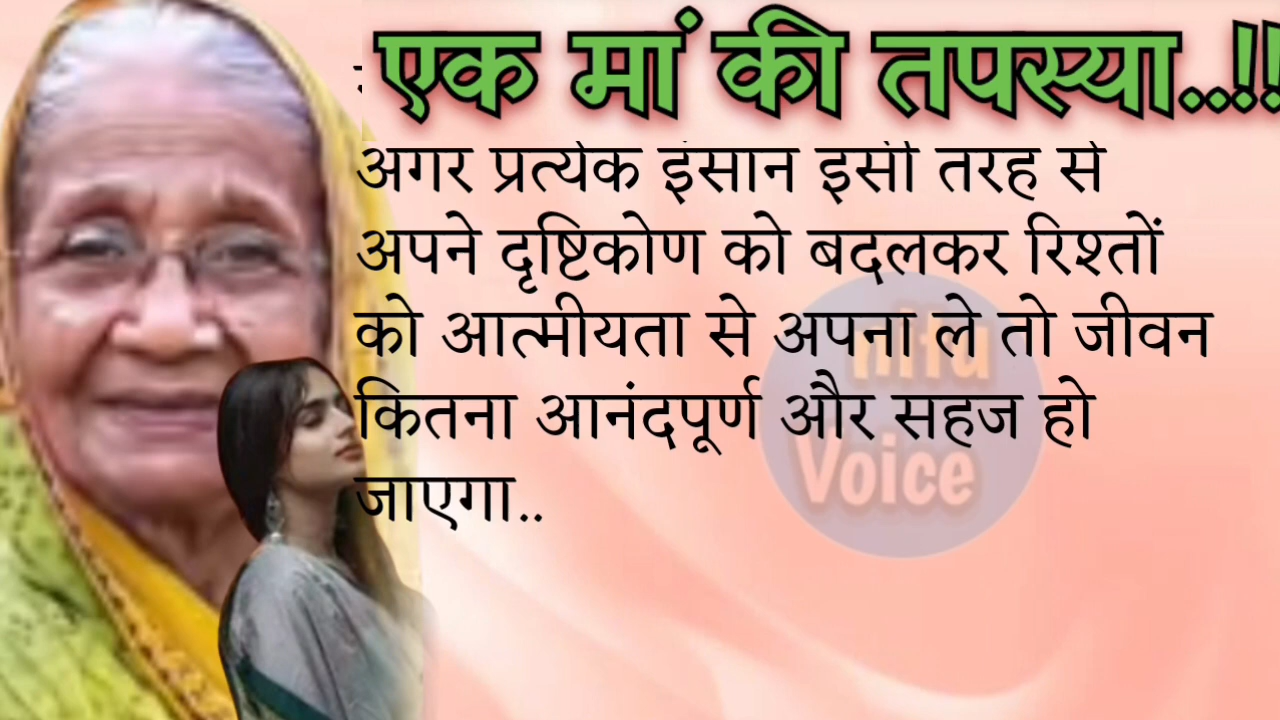 एक मां की तपस्या..!!
अगर प्रत्येक इंसान इसी तरह से
अपने दृष्टिकोण को बदलकर रिश्तों
को आत्मीयता से अपना ले तो जीवन
कितना आनंदपूर्ण और सहज हो
जाएगा..
Voice